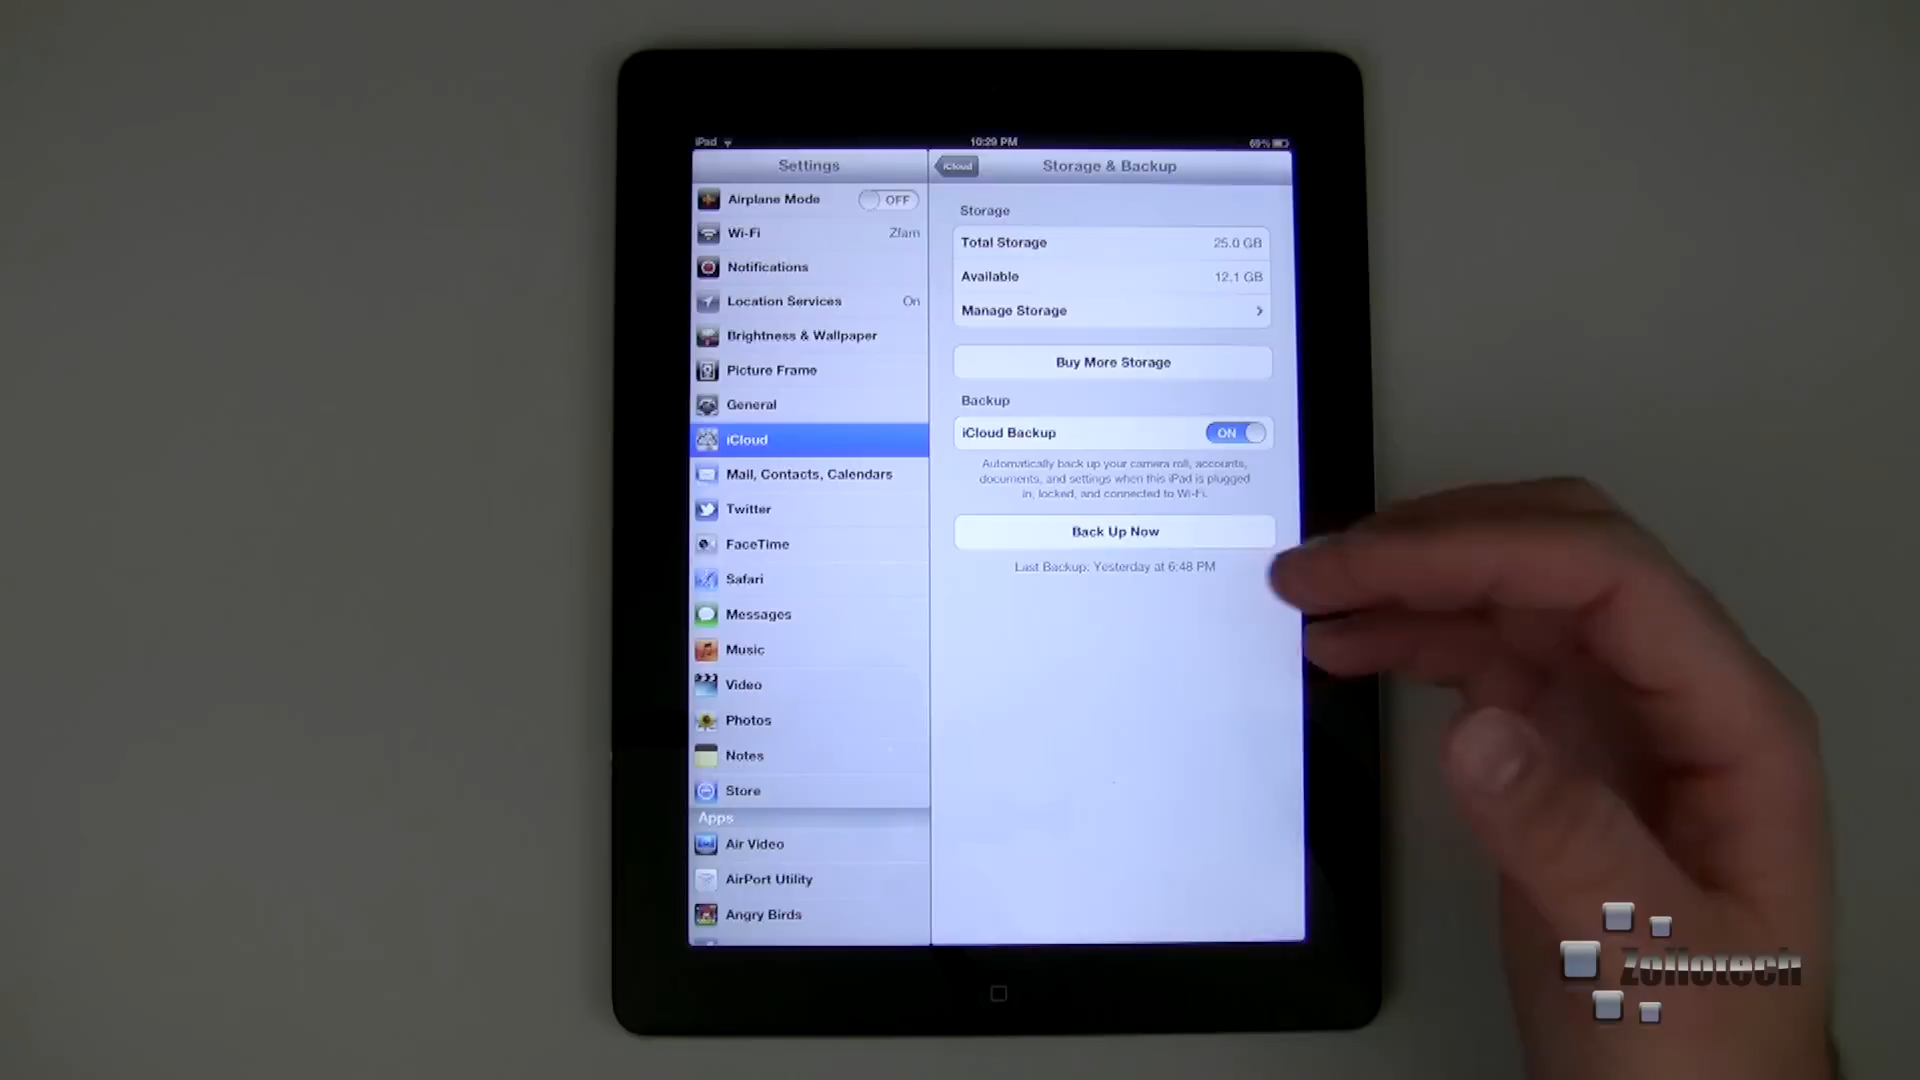 iPad
10:29 PM
69%
Settings
iCloud
Storage & Backup
Airplane Mode
OFF
Wi-Fi
Zfam
Notifications
Location Services
On
Brightness & Wallpaper
Picture Frame
General
iCloud
Mail, Contacts, Calendars
Twitter
FaceTime
Safari
Messages
Music
Video
Photos
Notes
Store
Apps
Air Video
AirPort Utility
Angry Birds
Storage
Total Storage
25.0 GB
Available
12.1 GB
Manage Storage
Buy More Storage
Backup
iCloud Backup
ON
Automatically back up your camera roll, accounts,
documents, and settings when this iPad is plugged
in, locked, and connected to Wi-Fi.
Back Up Now
Last Backup: Yesterday at 6:48 PM
Zollotech